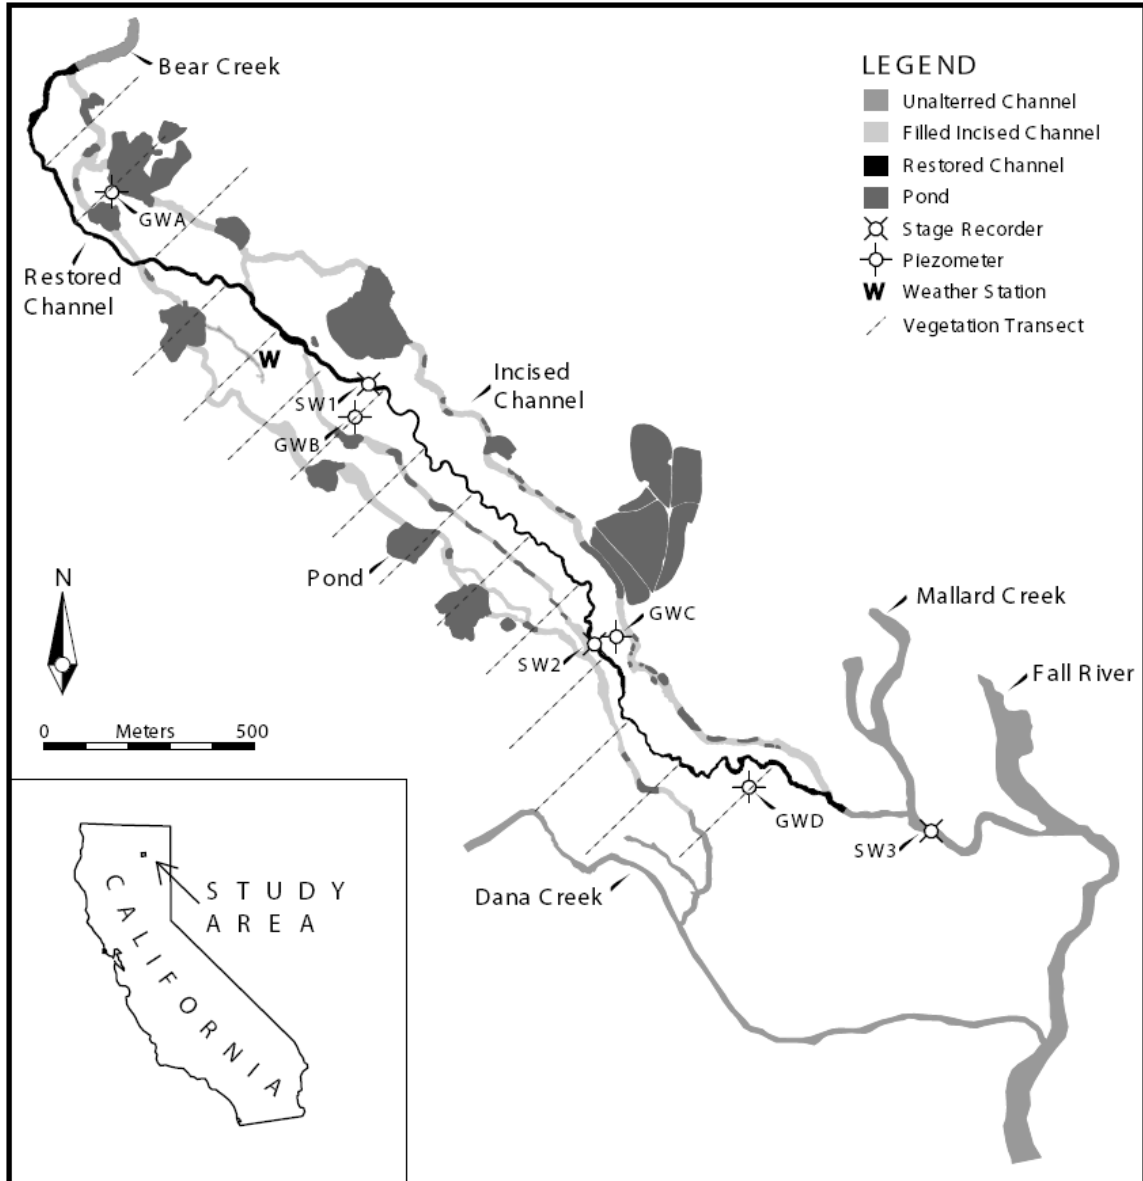 Bear Creek
LEGEND
Unalterred Channel
Filled Incised Channel
Restored Channel
Pond
Stage Recorder
Piezometer
W Weather Station
Vegetation Transect
GWA
Restored
Channel
W
Incised
Channel
SW1
GWB
Pond
N
GWC
SW2
Mallard Creek
Fall River
0 Meters 500
GWD
SW3
Dana Creek
STUDY
AREA
CALIFORNIA